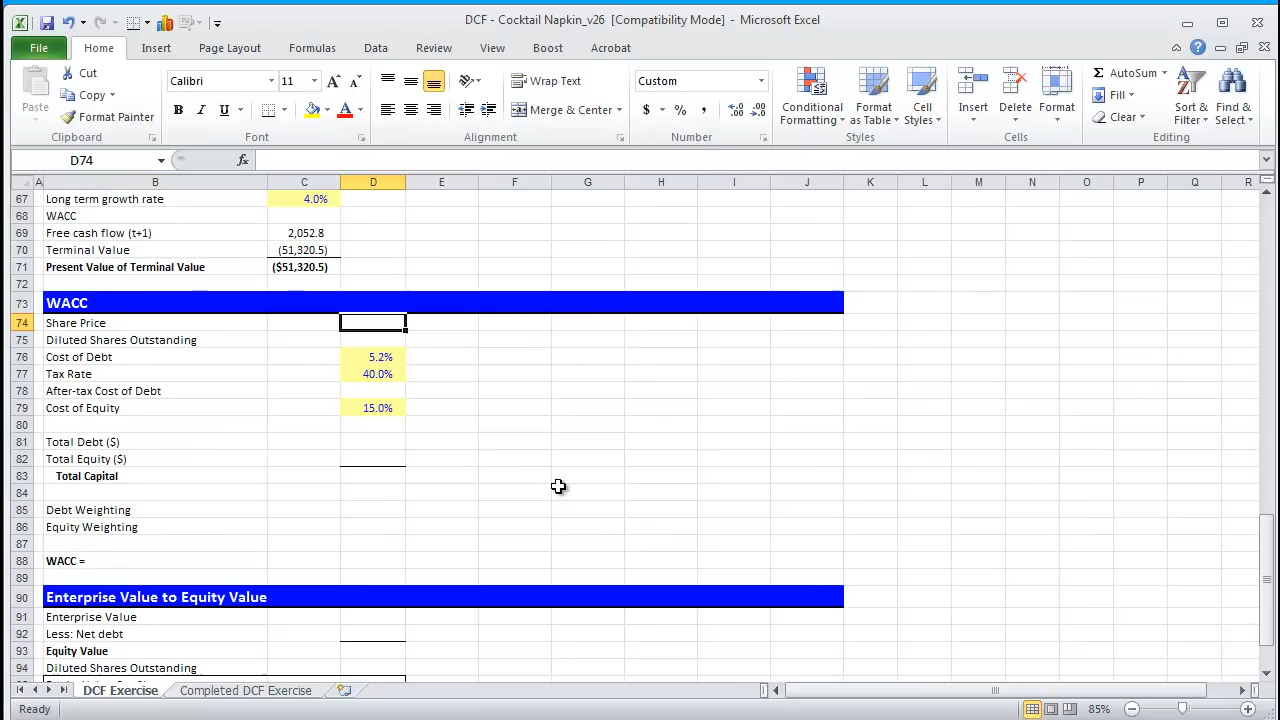 DCF - Cocktail Napkin_v26 [Compatibility Mode] - Microsoft Excel
File Home Insert Page Layout Formulas Data Review View Boost Acrobat
Paste
Cut
Copy
Format Painter
Clipboard
Calibri 11
B I U
Font
Wrap Text
Merge & Center
Alignment
Custom
$ % ,
Number
Conditional Formatting
Format as Table
Cell Styles
Styles
Insert Delete Format
Cells
AutoSum
Fill
Clear
Sort & Filter
Find & Select
Editing
D74 fx
A B C D E F G H I J K L M N O P Q R
67 Long term growth rate 4.0%
68 WACC
69 Free cash flow (t+1) 2,052.8
70 Terminal Value (51,320.5)
71 Present Value of Terminal Value ($51,320.5)
72
73 WACC
74 Share Price
75 Diluted Shares Outstanding
76 Cost of Debt 5.2%
77 Tax Rate 40.0%
78 After-tax Cost of Debt
79 Cost of Equity 15.0%
80
81 Total Debt ($)
82 Total Equity ($)
83 Total Capital
84
85 Debt Weighting
86 Equity Weighting
87
88 WACC =
89
90 Enterprise Value to Equity Value
91 Enterprise Value
92 Less: Net debt
93 Equity Value
94 Diluted Shares Outstanding
DCF Exercise Completed DCF Exercise
Ready 85%